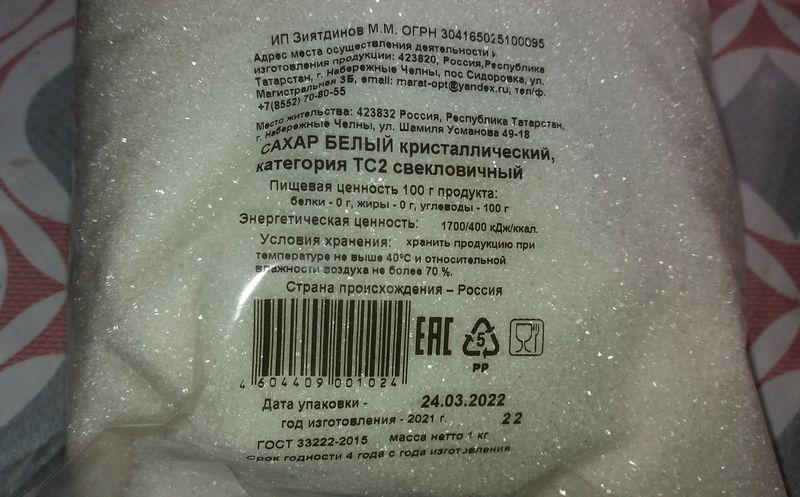 ИП Зиятдинов М.М. ОГРН 304165025100095
Адрес места осуществления деятельности и
изготовления продукции: 423820, Россия,Республика
Татарстан, г. Набережные Челны, пос Сидоровка, ул.
Магистральная 3Б, email: marat-opt@yandex.ru, тел/ф.
+7(8552) 70-80-55
Место жительства: 423832 Россия, Республика Татарстан,
г. Набережные Челны, ул. Шамиля Усманова 49-18
САХАР БЕЛЫЙ кристаллический,
категория ТС2 свекловичный
Пищевая ценность 100 г продукта:
белки - 0 г, жиры - 0 г, углеводы - 100 г
Энергетическая ценность: 1700/400 кДж/ккал.
Условия хранения: хранить продукцию при
температуре не выше 40°С и относительной
влажности воздуха не более 70 %.
Страна происхождения – Россия
EAC 5
PP
4 604409 001024
Дата упаковки - 24.03.2022
год изготовления - 2021 г. 22
ГОСТ 33222-2015 масса нетто 1 кг
Срок годности 4 года с года изготовления